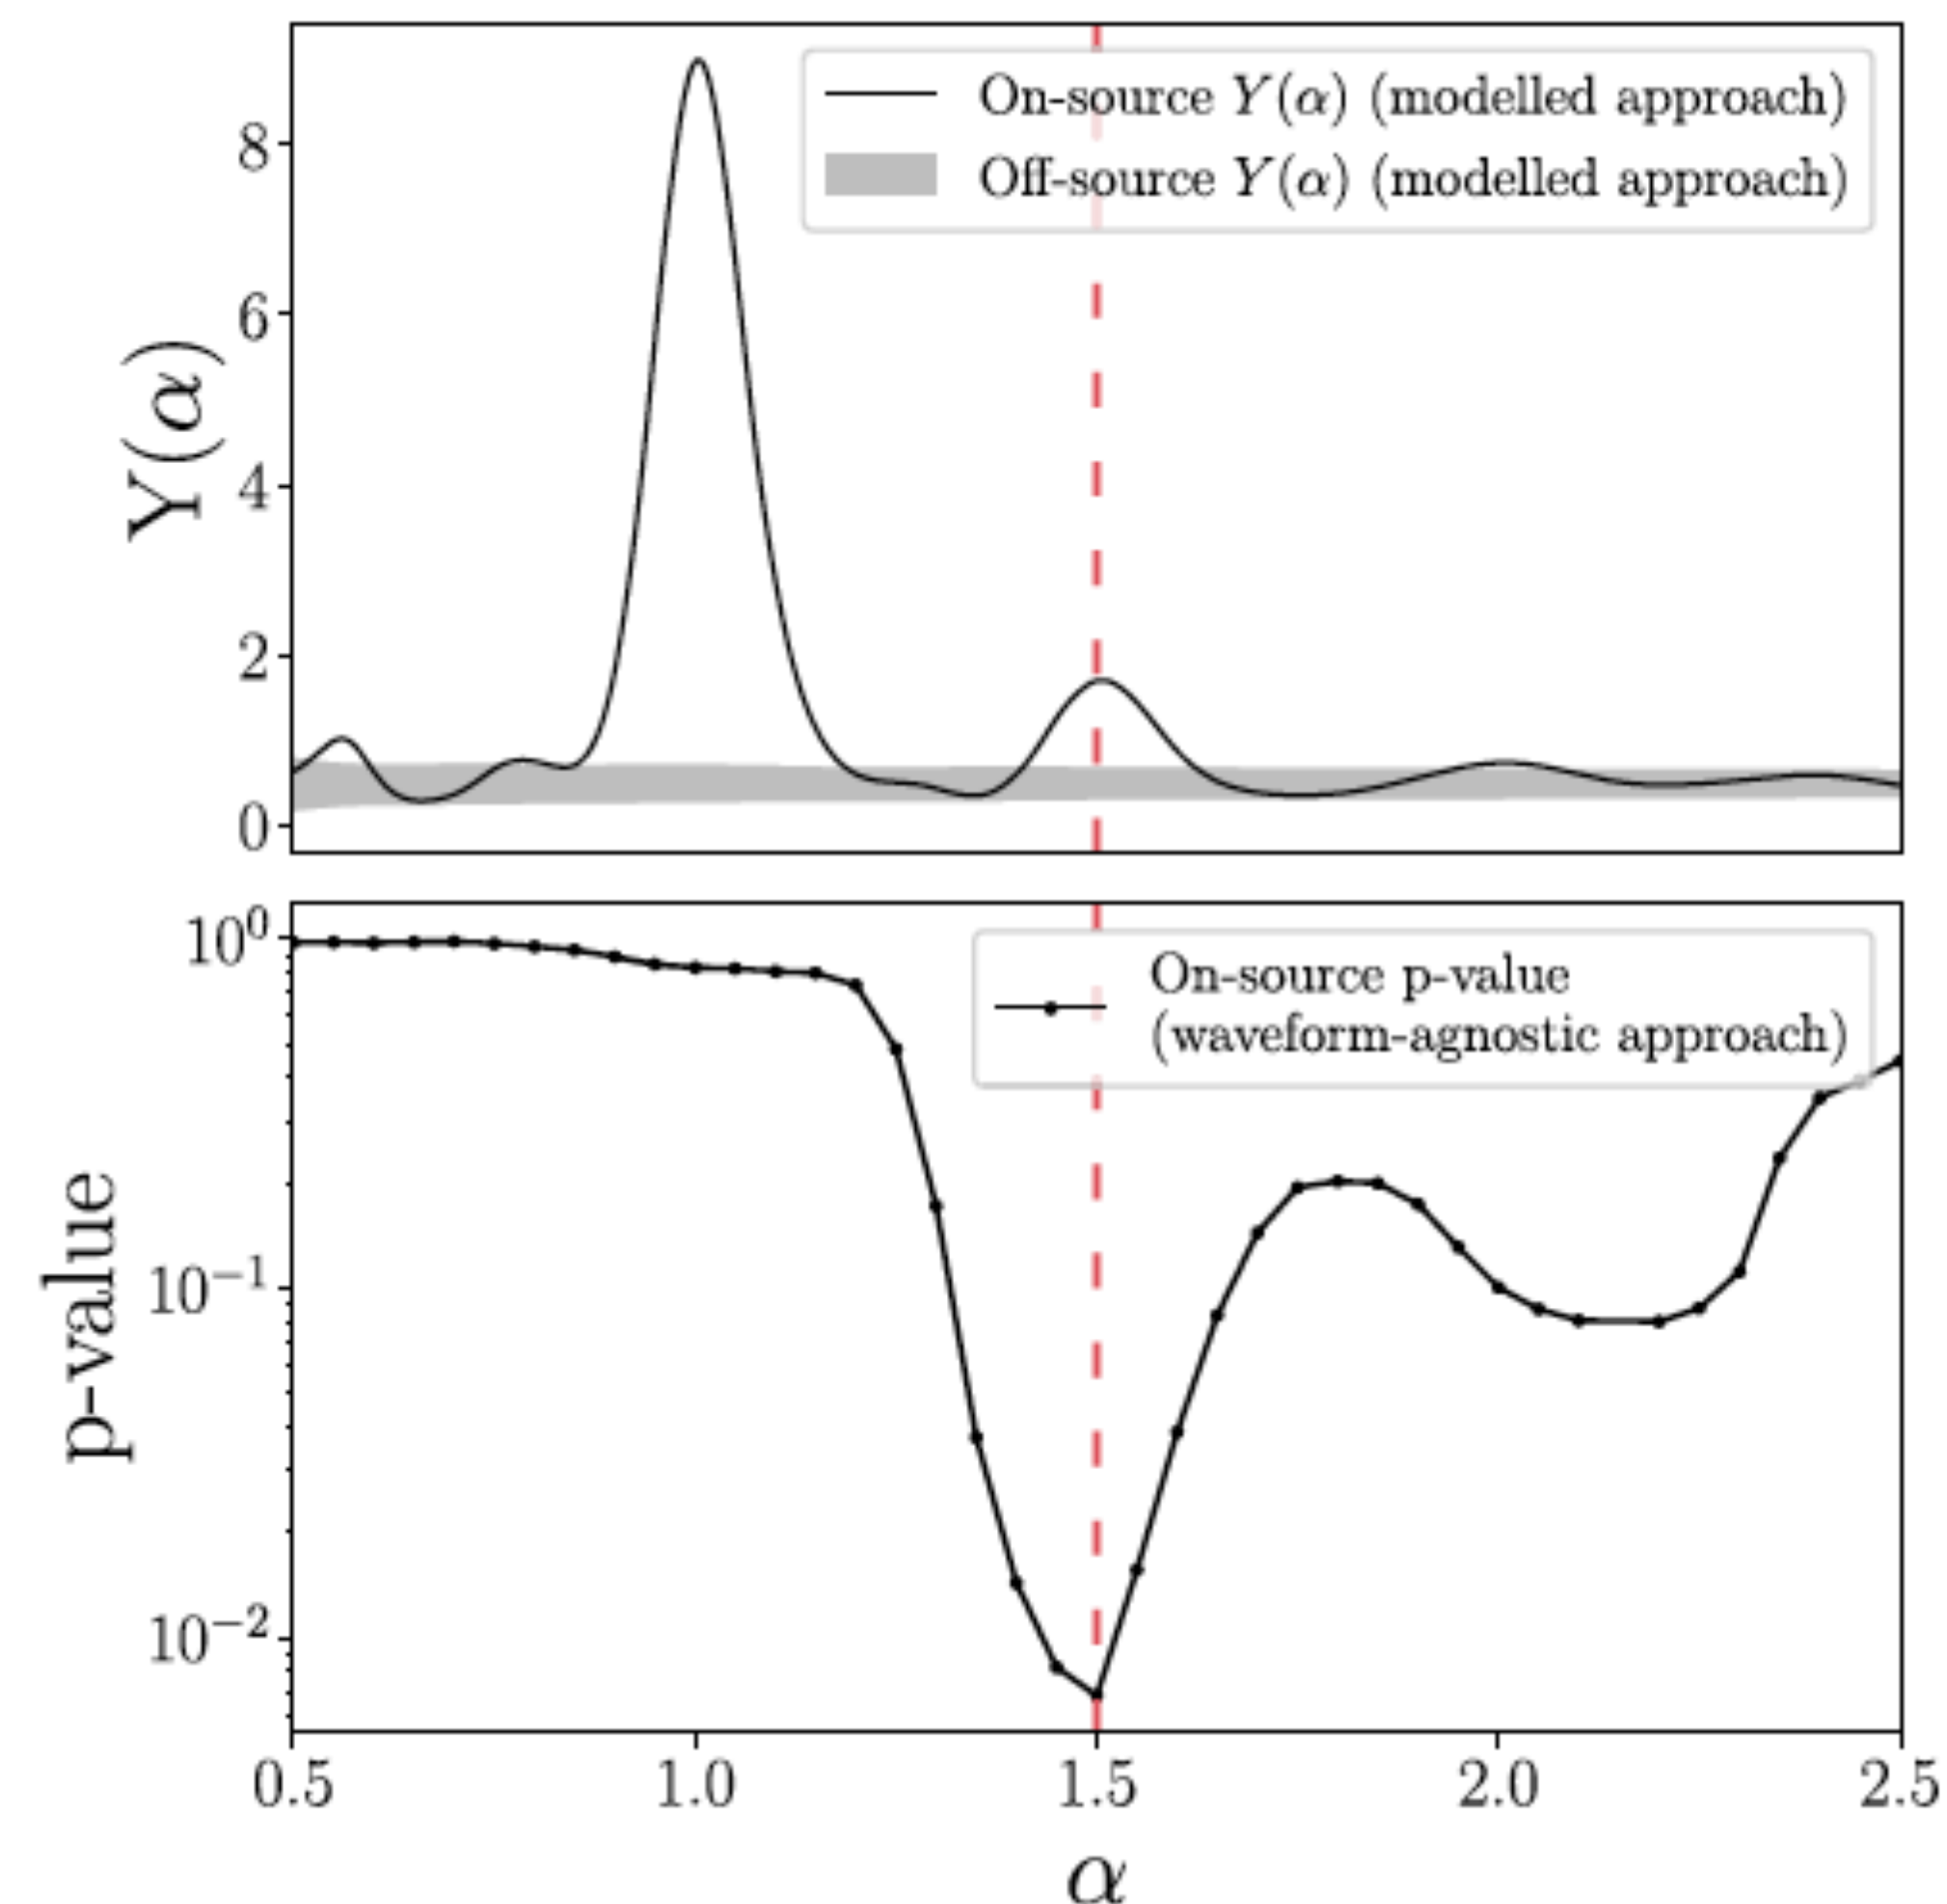 On-source Y(α) (modelled approach)
Off-source Y(α) (modelled approach)
Y(α)
8
6
4
2
0
On-source p-value
(waveform-agnostic approach)
p-value
10⁰
10⁻¹
10⁻²
0.5 1.0 1.5 2.0 2.5
α